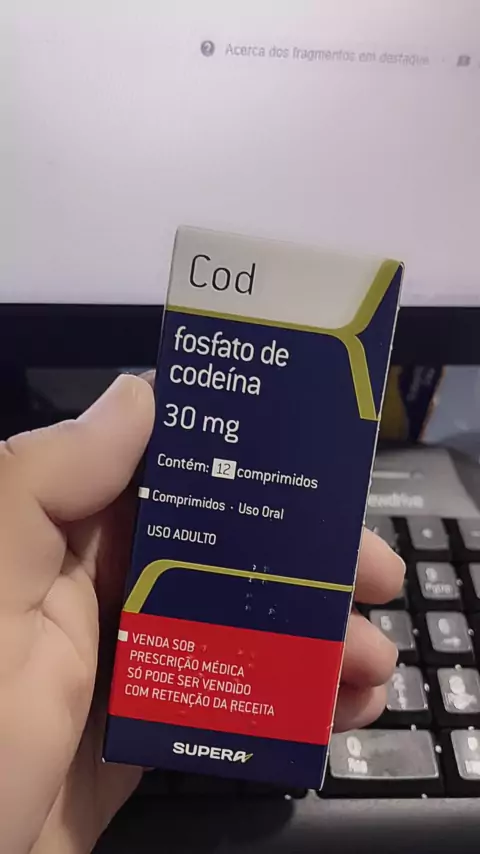 Acerca dos fragmentos em destaque
Cod
fosfato de
codeína
30 mg
Contém: 12 comprimidos
Comprimidos · Uso Oral
USO ADULTO
VENDA SOB
PRESCRIÇÃO MÉDICA
SÓ PODE SER VENDIDO
COM RETENÇÃO DA RECEITA
SUPERA